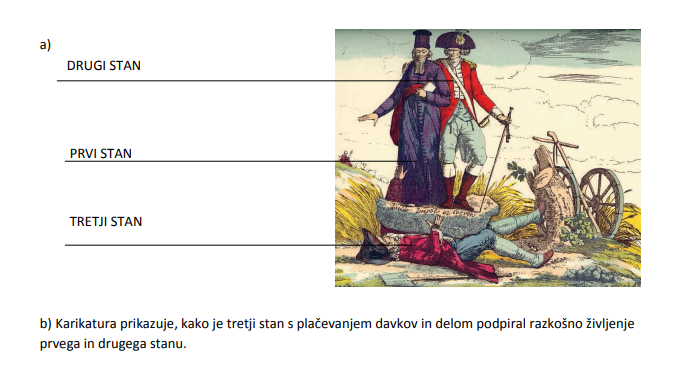 a)
DRUGI STAN
PRVI STAN
TRETJI STAN
b) Karikatura prikazuje, kako je tretji stan s plačevanjem davkov in delom podpiral razkošno življenje
prvega in drugega stanu.